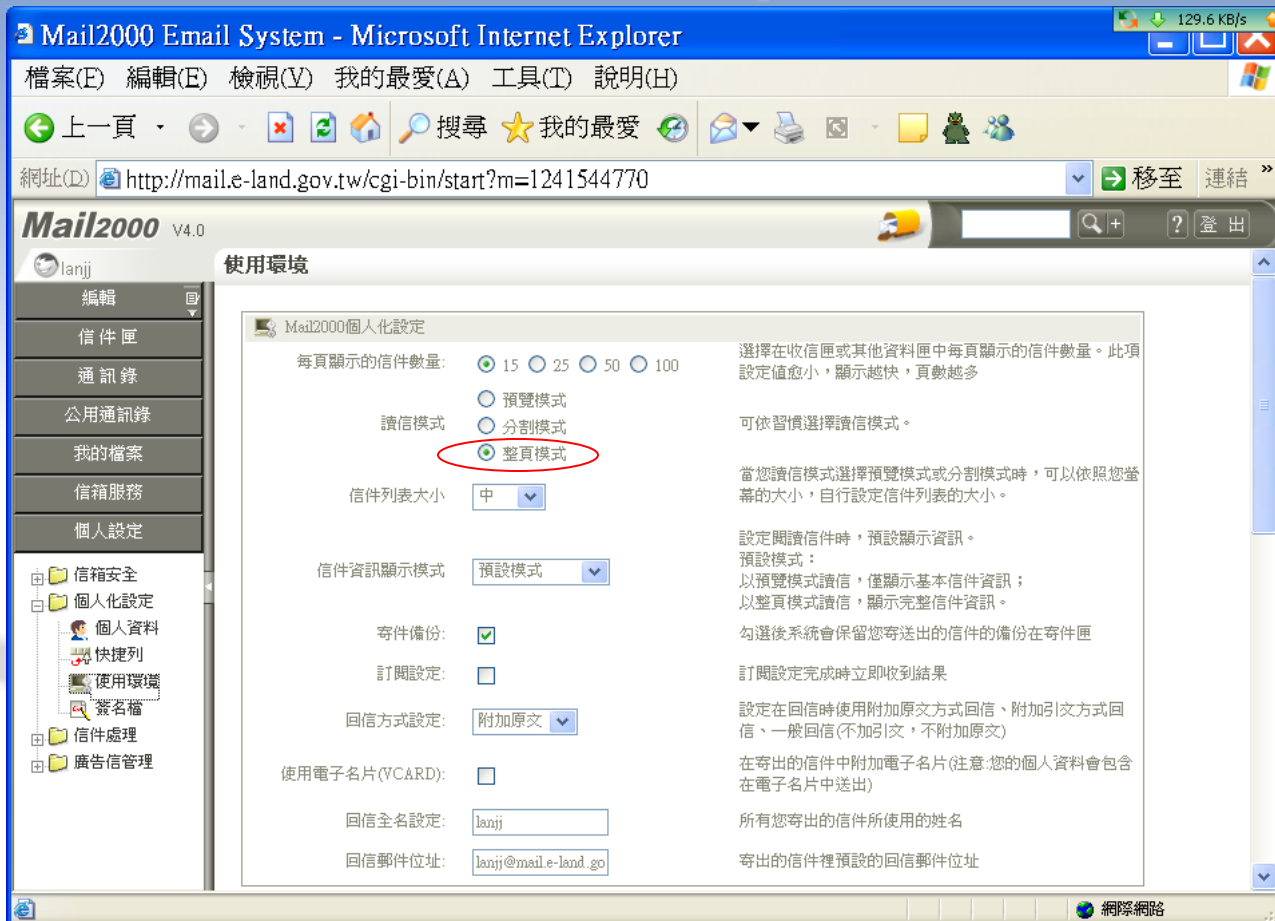 129.6 KB/s
Mail2000 Email System - Microsoft Internet Explorer
檔案(F) 編輯(E) 檢視(V) 我的最愛(A) 工具(T) 說明(H)
上一頁 搜尋 我的最愛
網址(D) http://mail.e-land.gov.tw/cgi-bin/start?m=1241544770 移至 連結 »
Mail2000 V4.0 ? 登出
lanjj 使用環境
編輯
信件匣
通訊錄
公用通訊錄
我的檔案
信箱服務
個人設定
信箱安全
個人化設定
個人資料
快捷列
使用環境
簽名檔
信件處理
廣告信管理
Mail2000個人化設定
每頁顯示的信件數量: 15 25 50 100
選擇在收信匣或其他資料匣中每頁顯示的信件數量。此項
設定值愈小，顯示越快，頁數越多
讀信模式
預覽模式
分割模式
整頁模式
可依習慣選擇讀信模式。
信件列表大小 中
當您讀信模式選擇預覽模式或分割模式時，可以依照您螢
幕的大小，自行設定信件列表的大小。
信件資訊顯示模式 預設模式
設定閱讀信件時，預設顯示資訊。
預設模式：
以預覽模式讀信，僅顯示基本信件資訊；
以整頁模式讀信，顯示完整信件資訊。
寄件備份: 勾選後系統會保留您寄送出的信件的備份在寄件匣
訂閱設定: 訂閱設定完成時立即收到結果
回信方式設定: 附加原文
設定在回信時使用附加原文方式回信、附加引文方式回
信、一般回信(不加引文，不附加原文)
使用電子名片(VCARD):
在寄出的信件中附加電子名片(注意:您的個人資料會包含
在電子名片中送出)
回信全名設定: lanjj 所有您寄出的信件所使用的姓名
回信郵件位址: lanjj@mail.e-land.go 寄出的信件裡預設的回信郵件位址
網際網路